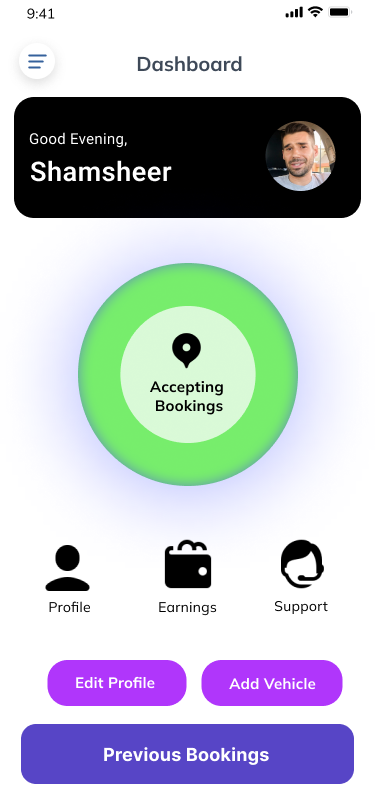 9:41
Dashboard
Good Evening,
Shamsheer
Accepting
Bookings
Profile
Earnings
Support
Edit Profile
Add Vehicle
Previous Bookings